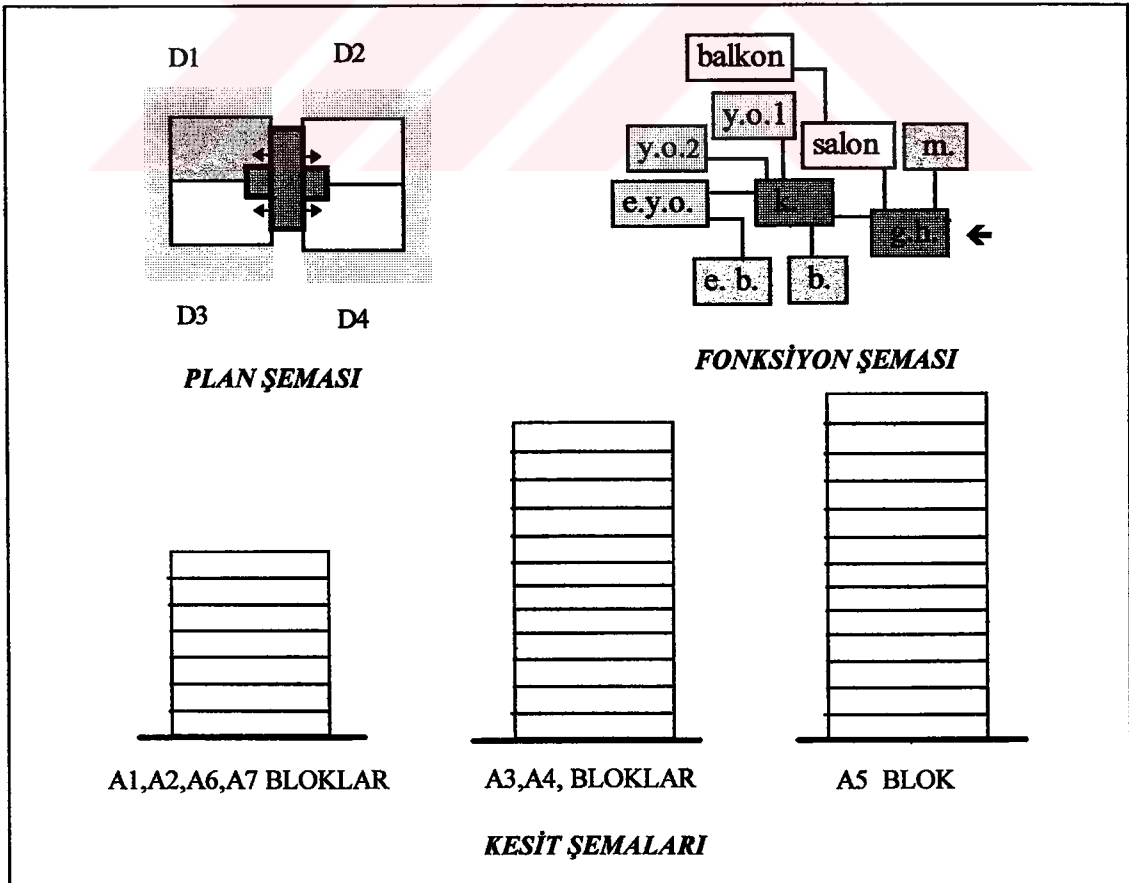 D1 D2
D3 D4
PLAN ŞEMASI
balkon
y.o.1
y.o.2
salon
m.
e.y.o.
k.
g.h.
e. b.
b.
FONKSİYON ŞEMASI
A1,A2,A6,A7 BLOKLAR
A3,A4, BLOKLAR
A5 BLOK
KESİT ŞEMALARI